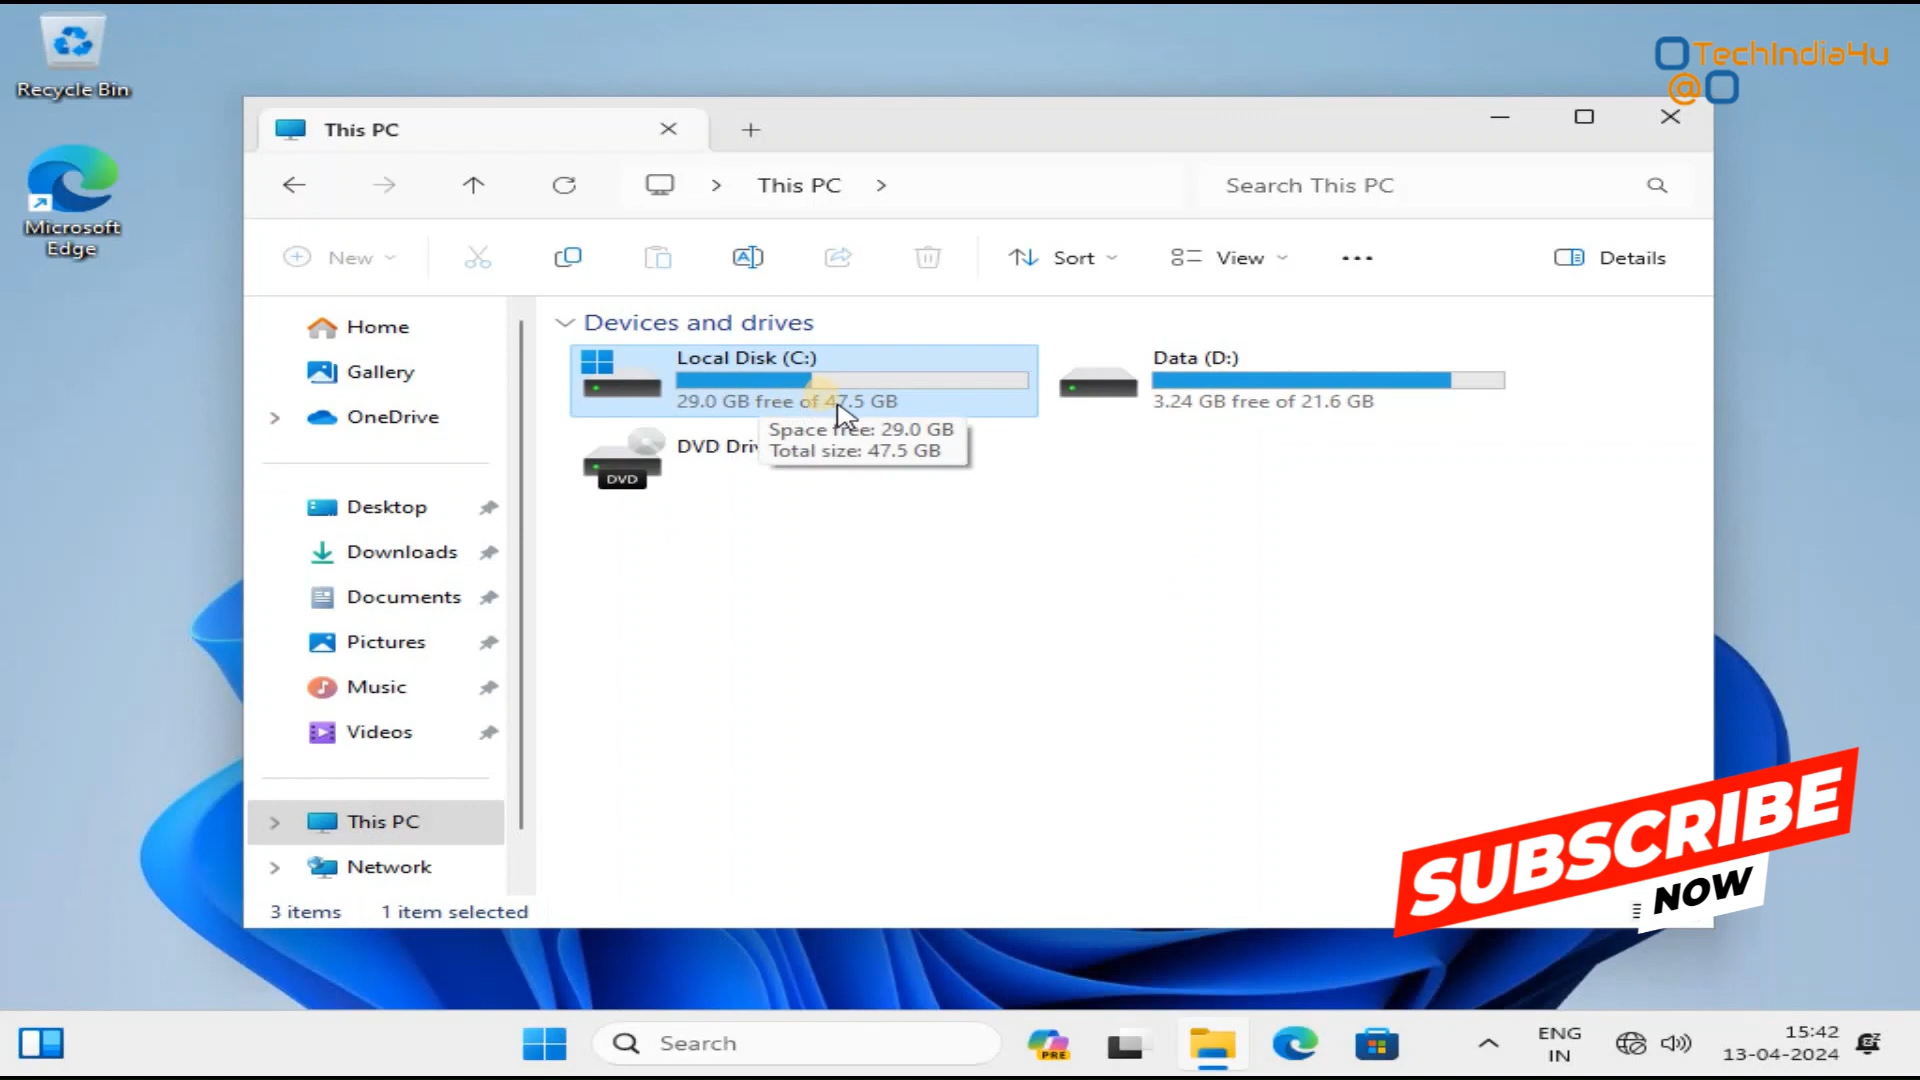 Recycle Bin
Microsoft
Edge
TechIndia4u
@
This PC
This PC
Search This PC
New
Sort
View
Details
Home
Gallery
OneDrive
Desktop
Downloads
Documents
Pictures
Music
Videos
This PC
Network
Devices and drives
Local Disk (C:)
29.0 GB free of 47.5 GB
Data (D:)
3.24 GB free of 21.6 GB
DVD
DVD Driv
Space free: 29.0 GB
Total size: 47.5 GB
3 items
1 item selected
SUBSCRIBE
NOW
Search
PRE
ENG
IN
15:42
13-04-2024